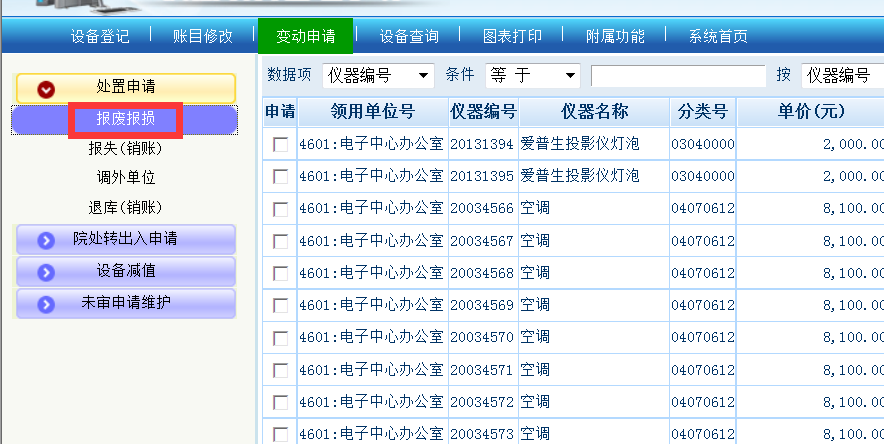 设备登记 账目修改 变动申请 设备查询 图表打印 附属功能 系统首页
处置申请
报废报损
报失(销账)
调外单位
退库(销账)
院处转出入申请
设备减值
未审申请维护
数据项 仪器编号 条件 等 于 按 仪器编号
申请 领用单位号 仪器编号 仪器名称 分类号 单价(元)
4601:电子中心办公室 20131394 爱普生投影仪灯泡 03040000 2,000.00
4601:电子中心办公室 20131395 爱普生投影仪灯泡 03040000 2,000.00
4601:电子中心办公室 20034566 空调 04070612 8,100.00
4601:电子中心办公室 20034567 空调 04070612 8,100.00
4601:电子中心办公室 20034568 空调 04070612 8,100.00
4601:电子中心办公室 20034569 空调 04070612 8,100.00
4601:电子中心办公室 20034570 空调 04070612 8,100.00
4601:电子中心办公室 20034571 空调 04070612 8,100.00
4601:电子中心办公室 20034572 空调 04070612 8,100.00
4601:电子中心办公室 20034573 空调 04070612 8,100.00